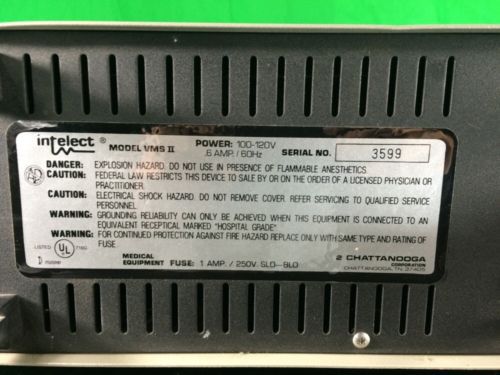 intelect ®
MODEL VMS II
POWER: 100-120V
.6 AMP / 60Hz
SERIAL NO. 3599
DANGER: EXPLOSION HAZARD. DO NOT USE IN PRESENCE OF FLAMMABLE ANESTHETICS.
CAUTION: FEDERAL LAW RESTRICTS THIS DEVICE TO SALE BY OR ON THE ORDER OF A LICENSED PHYSICIAN OR
PRACTITIONER.
CAUTION: ELECTRICAL SHOCK HAZARD. DO NOT REMOVE COVER. REFER SERVICING TO QUALIFIED SERVICE
PERSONNEL.
WARNING: GROUNDING RELIABILITY CAN ONLY BE ACHIEVED WHEN THIS EQUIPMENT IS CONNECTED TO AN
EQUIVALENT RECEPTICAL MARKED "HOSPITAL GRADE"
WARNING: FOR CONTINUED PROTECTION AGAINST FIRE HAZARD REPLACE ONLY WITH SAME TYPE AND RATING OF
FUSE.
LISTED UL
MEDICAL
EQUIPMENT FUSE: 1 AMP. / 250V. SLO-BLO
CHATTANOOGA
CORPORATION
CHATTANOOGA, TN. 37405